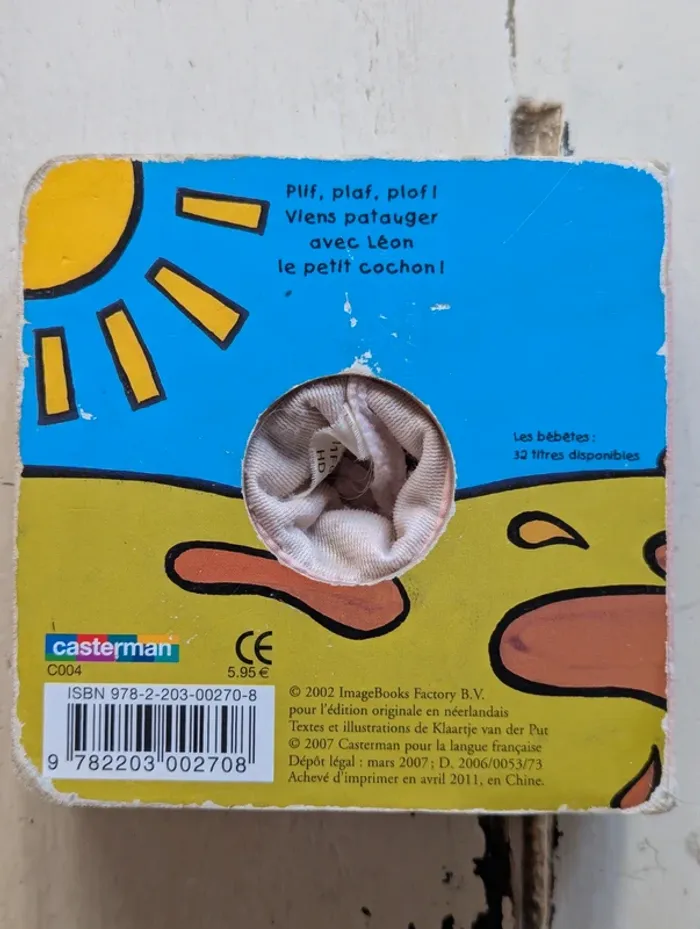 Plif, plaf, plof!
Viens patauger
avec Léon
le petit cochon!
Les bébêtes :
32 titres disponibles
casterman
C004
CE
5.95 €
ISBN 978-2-203-00270-8
9 782203 002708
© 2002 ImageBooks Factory B.V.
pour l'édition originale en néerlandais
Textes et illustrations de Klaartje van der Put
© 2007 Casterman pour la langue française
Dépôt légal : mars 2007 ; D. 2006/0053/73
Achevé d'imprimer en avril 2011, en Chine.